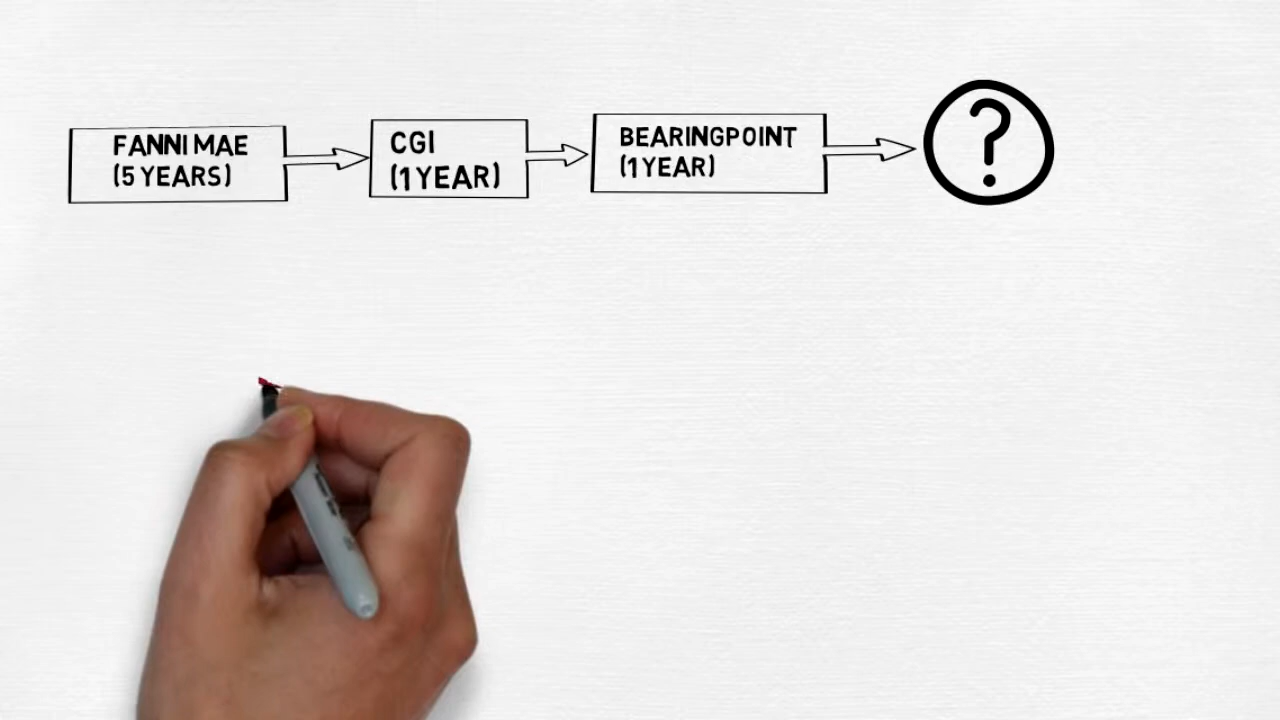 FANNI MAE
(5 YEARS)
CGI
(1 YEAR)
BEARINGPOINT
(1 YEAR)
?